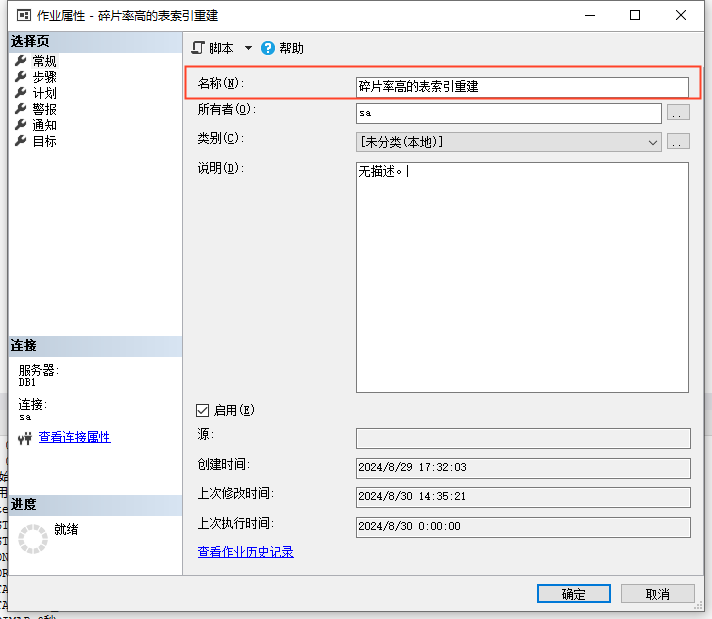 作业属性 - 碎片率高的表索引重建
选择页
常规
步骤
计划
警报
通知
目标
脚本 帮助
名称(N): 碎片率高的表索引重建
所有者(O): sa ..
类别(C): [未分类(本地)] ..
说明(D): 无描述。
启用(E)
源:
创建时间: 2024/8/29 17:32:03
上次修改时间: 2024/8/30 14:35:21
上次执行时间: 2024/8/30 0:00:00
查看作业历史记录
连接
服务器:
DB1
连接:
sa
查看连接属性
进度
就绪
确定 取消